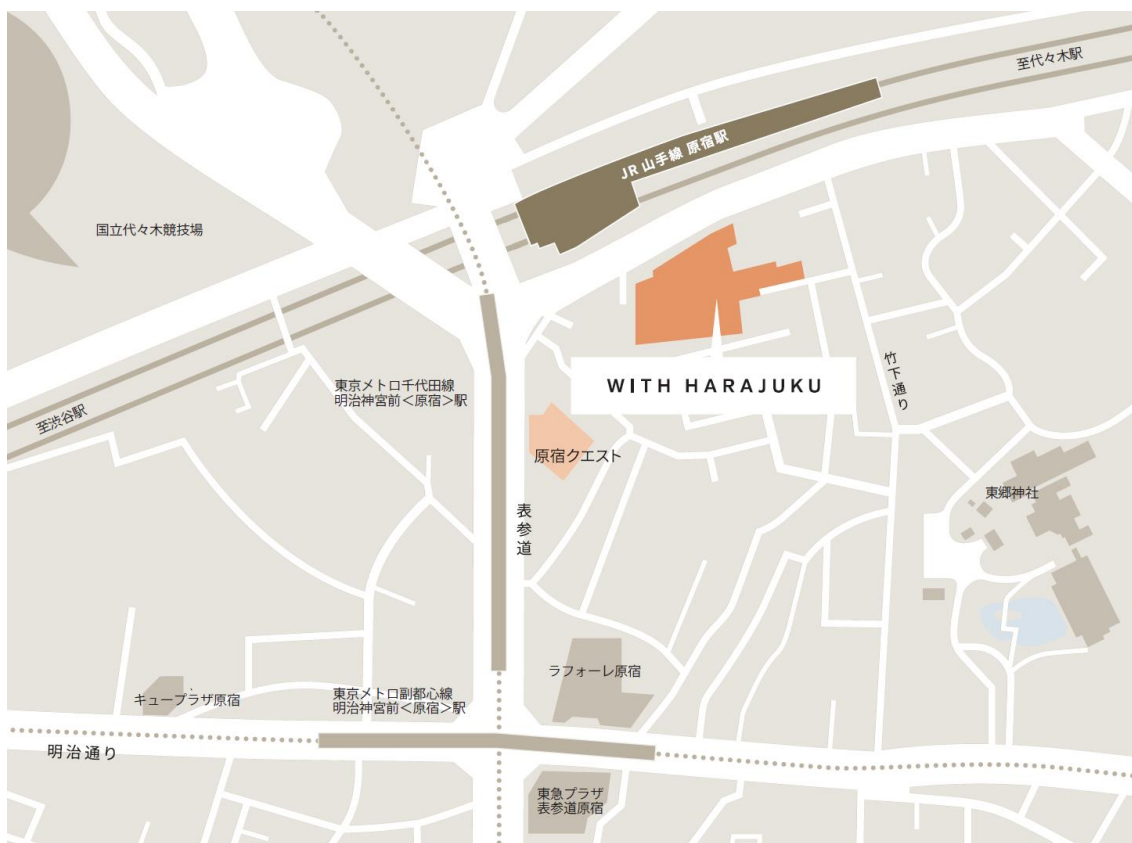 至代々木駅
JR 山手線 原宿駅
国立代々木競技場
WITH HARAJUKU
竹下通り
東京メトロ千代田線
明治神宮前<原宿>駅
至渋谷駅
原宿クエスト
表参道
東郷神社
ラフォーレ原宿
キュープラザ原宿
東京メトロ副都心線
明治神宮前<原宿>駅
明治通り
東急プラザ
表参道原宿